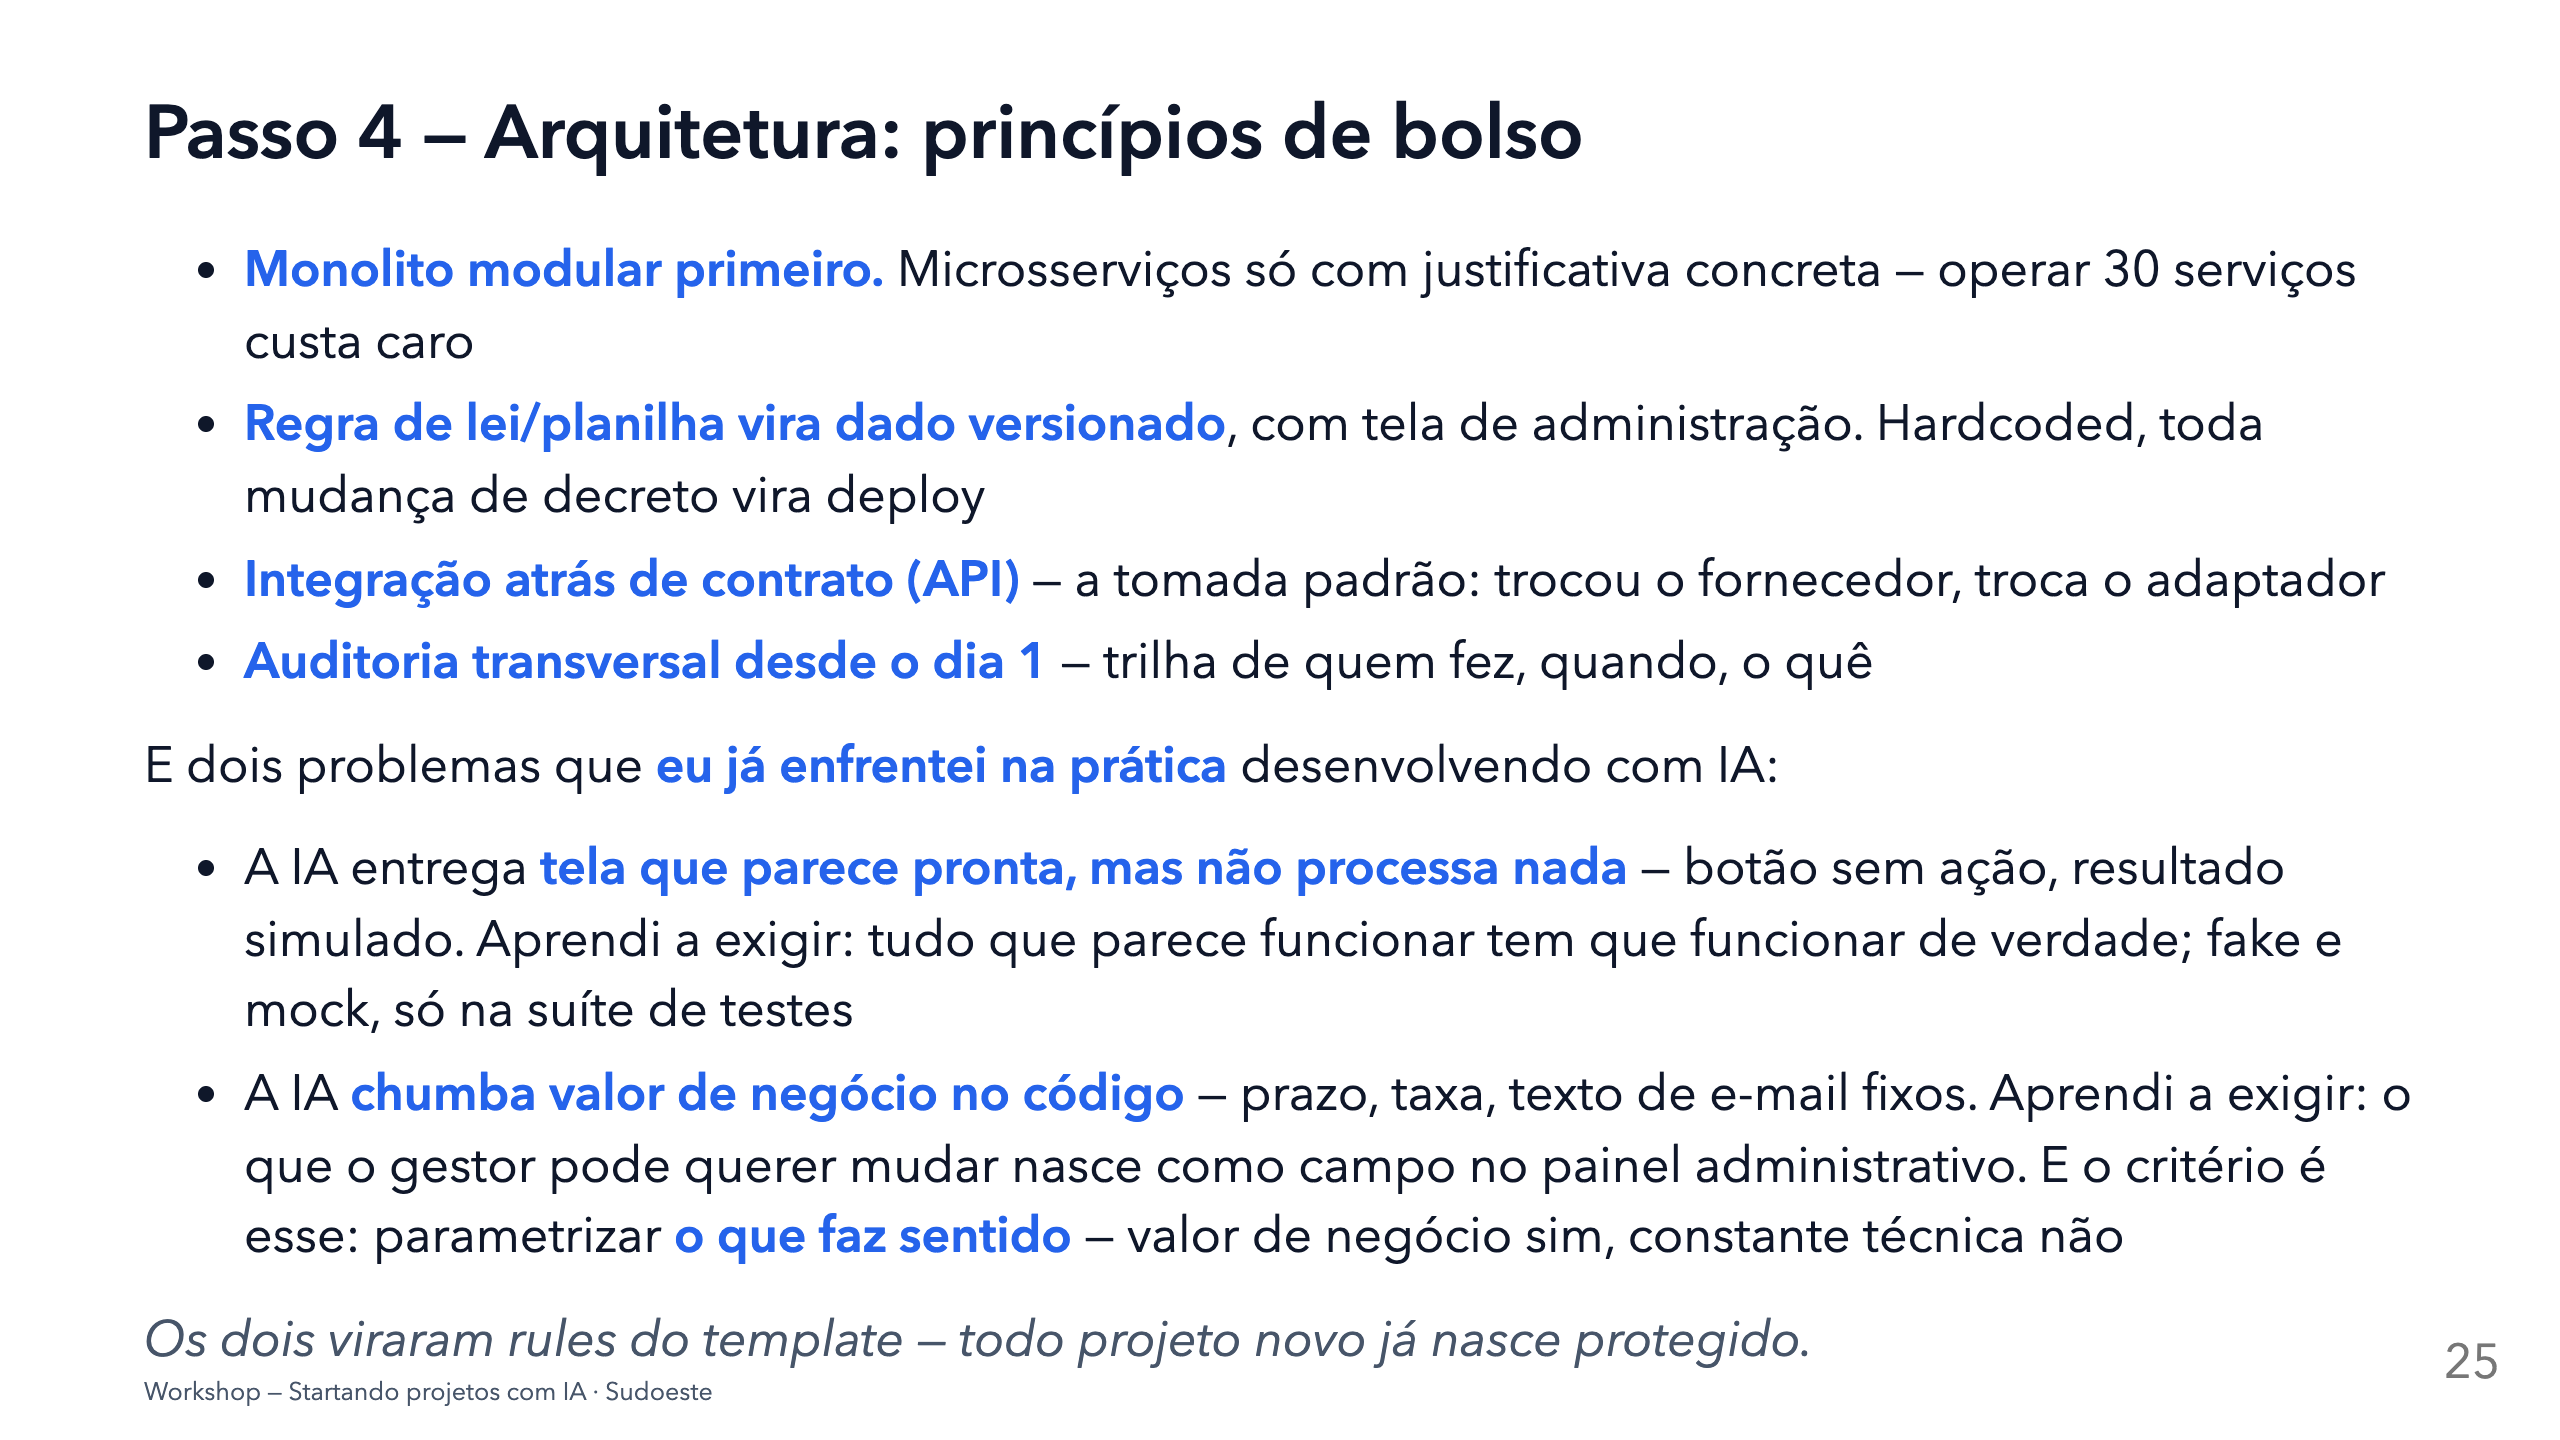 Passo 4 – Arquitetura: princípios de bolso
• Monolito modular primeiro. Microsserviços só com justificativa concreta – operar 30 serviços
custa caro
• Regra de lei/planilha vira dado versionado, com tela de administração. Hardcoded, toda
mudança de decreto vira deploy
• Integração atrás de contrato (API) – a tomada padrão: trocou o fornecedor, troca o adaptador
• Auditoria transversal desde o dia 1 – trilha de quem fez, quando, o quê
E dois problemas que eu já enfrentei na prática desenvolvendo com IA:
• A IA entrega tela que parece pronta, mas não processa nada – botão sem ação, resultado
simulado. Aprendi a exigir: tudo que parece funcionar tem que funcionar de verdade; fake e
mock, só na suíte de testes
• A IA chumba valor de negócio no código – prazo, taxa, texto de e-mail fixos. Aprendi a exigir: o
que o gestor pode querer mudar nasce como campo no painel administrativo. E o critério é
esse: parametrizar o que faz sentido – valor de negócio sim, constante técnica não
Os dois viraram rules do template – todo projeto novo já nasce protegido.
Workshop – Startando projetos com IA · Sudoeste
25